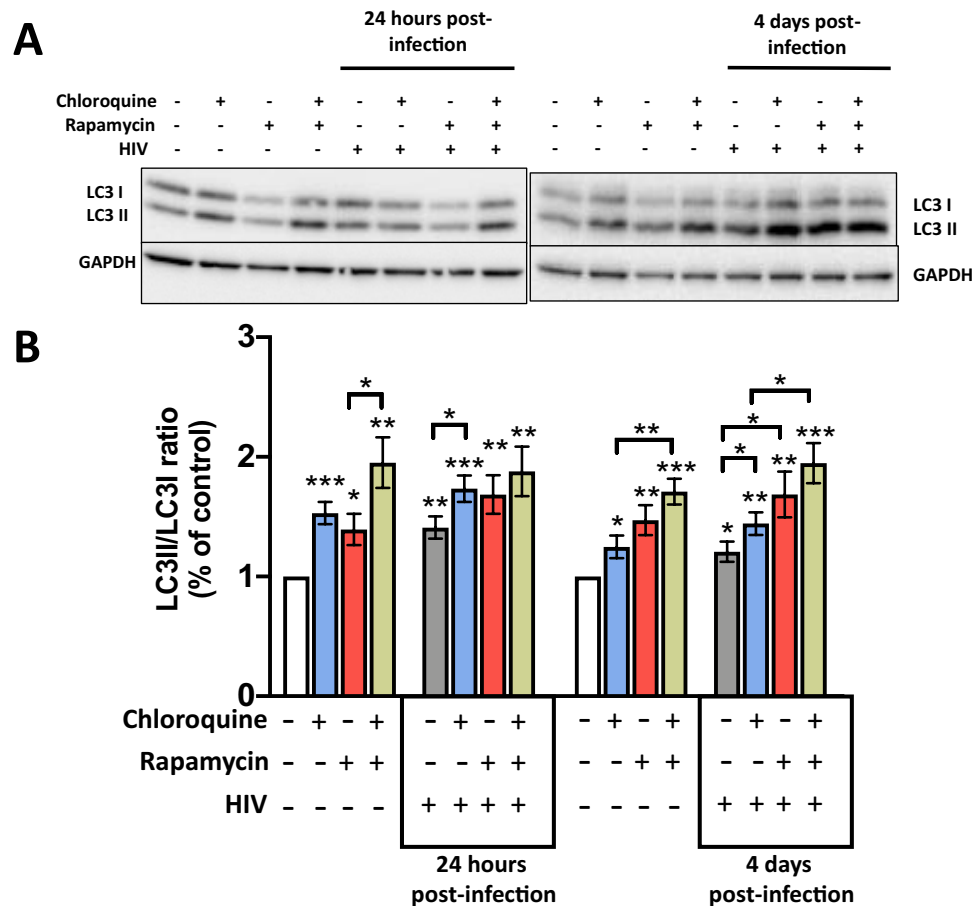 A
24 hours post-
infection
4 days post-
infection
Chloroquine - + - + - + - + - + - + - + - +
Rapamycin - - + + - - + + - - + + - - + +
HIV - - - - + + + + - - - - + + + +
LC3 I
LC3 II
GAPDH
LC3 I
LC3 II
GAPDH
B
LC3II/LC3I ratio
(% of control)
3
2
1
0
*** * ** *
** *** ** ** *
* ** *** **
* ** ** *** * * *
Chloroquine - + - + - + - + - + - + - + - +
Rapamycin - - + + - - + + - - + + - - + +
HIV - - - - + + + + - - - - + + + +
24 hours
post-infection
4 days
post-infection